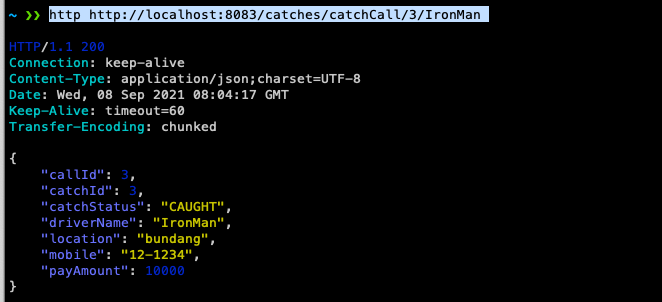 ~ ❯❯ http http://localhost:8083/catches/catchCall/3/IronMan
HTTP/1.1 200
Connection: keep-alive
Content-Type: application/json;charset=UTF-8
Date: Wed, 08 Sep 2021 08:04:17 GMT
Keep-Alive: timeout=60
Transfer-Encoding: chunked
{
    "callId": 3,
    "catchId": 3,
    "catchStatus": "CAUGHT",
    "driverName": "IronMan",
    "location": "bundang",
    "mobile": "12-1234",
    "payAmount": 10000
}